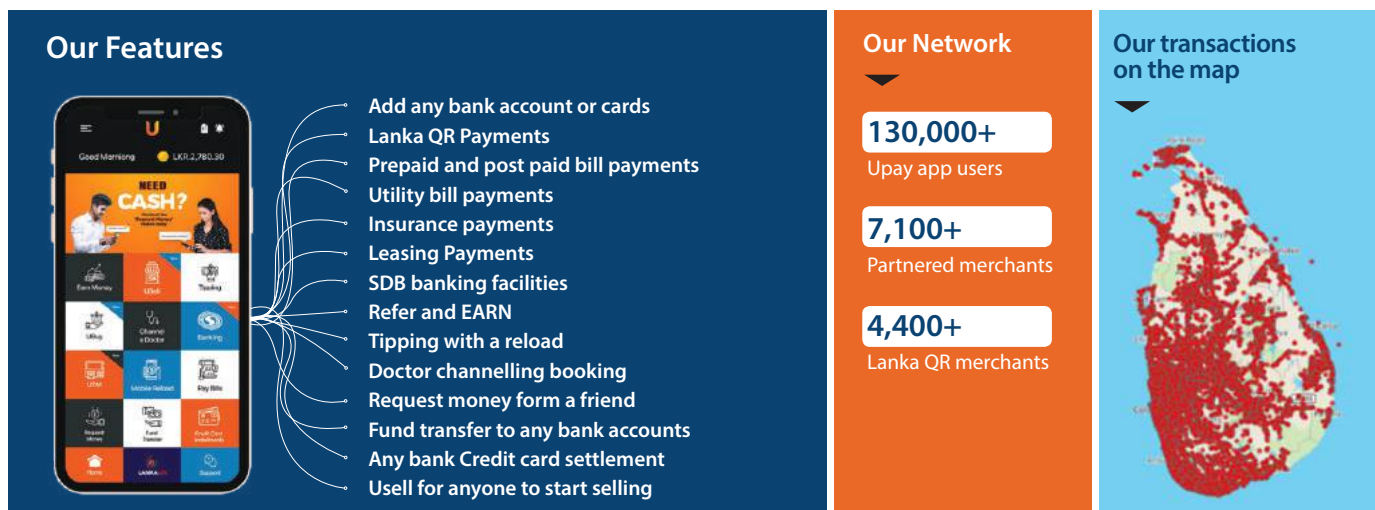 Our Features
Good Morning
LKR.2,780.30
NEED
CASH?
Earn Money
USell
Tipping
Channel
a Doctor
Banking
Mobile Reload
Pay Bills
Request
Money
Fund
Transfer
Credit Card
Instalments
Home
Support
Add any bank account or cards
Lanka QR Payments
Prepaid and post paid bill payments
Utility bill payments
Insurance payments
Leasing Payments
SDB banking facilities
Refer and EARN
Tipping with a reload
Doctor channelling booking
Request money form a friend
Fund transfer to any bank accounts
Any bank Credit card settlement
Usell for anyone to start selling
Our Network
130,000+
Upay app users
7,100+
Partnered merchants
4,400+
Lanka QR merchants
Our transactions
on the map